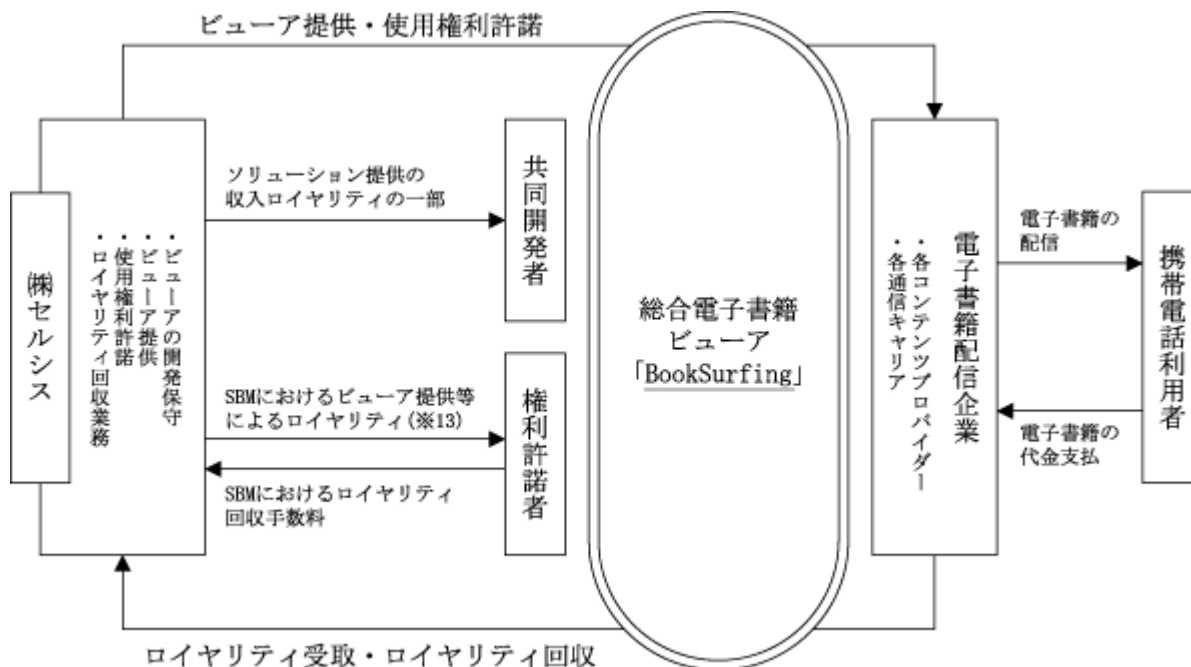 ビューア提供・使用権利許諾
㈱セルシス
・ビューアの開発保守
・ビューア提供
・使用権利許諾
・ロイヤリティ回収業務
ソリューション提供の
収入ロイヤリティの一部
共同開発者
SBMにおけるビューア提供等
によるロイヤリティ(※13)
SBMにおけるロイヤリティ
回収手数料
権利許諾者
総合電子書籍
ビューア
「BookSurfing」
電子書籍配信企業
・各コンテンツプロバイダー
・各通信キャリア
電子書籍の
配信
電子書籍の
代金支払
携帯電話利用者
ロイヤリティ受取・ロイヤリティ回収